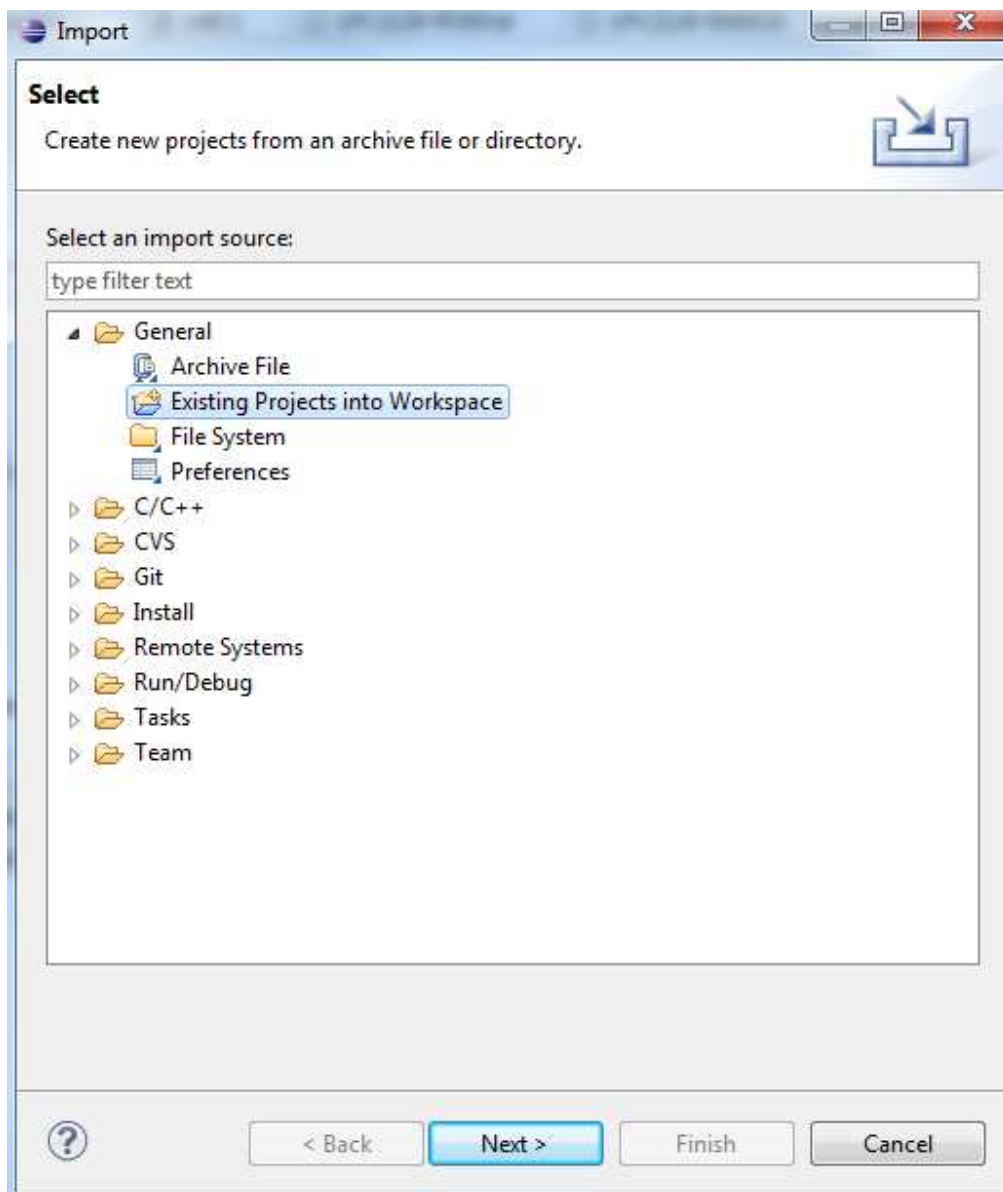 Import
Select
Create new projects from an archive file or directory.
Select an import source:
type filter text
General
Archive File
Existing Projects into Workspace
File System
Preferences
C/C++
CVS
Git
Install
Remote Systems
Run/Debug
Tasks
Team
? < Back Next > Finish Cancel